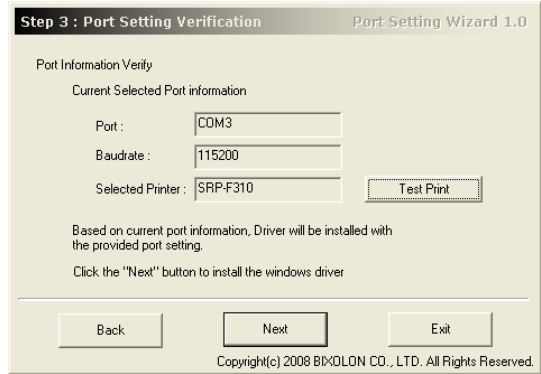 Step 3 : Port Setting Verification Port Setting Wizard 1.0
Port Information Verify
Current Selected Port information
Port : COM3
Baudrate : 115200
Selected Printer : SRP-F310 Test Print
Based on current port information, Driver will be installed with
the provided port setting.
Click the "Next" button to install the windows driver
Back Next Exit
Copyright(c) 2008 BIXOLON CO., LTD. All Rights Reserved.